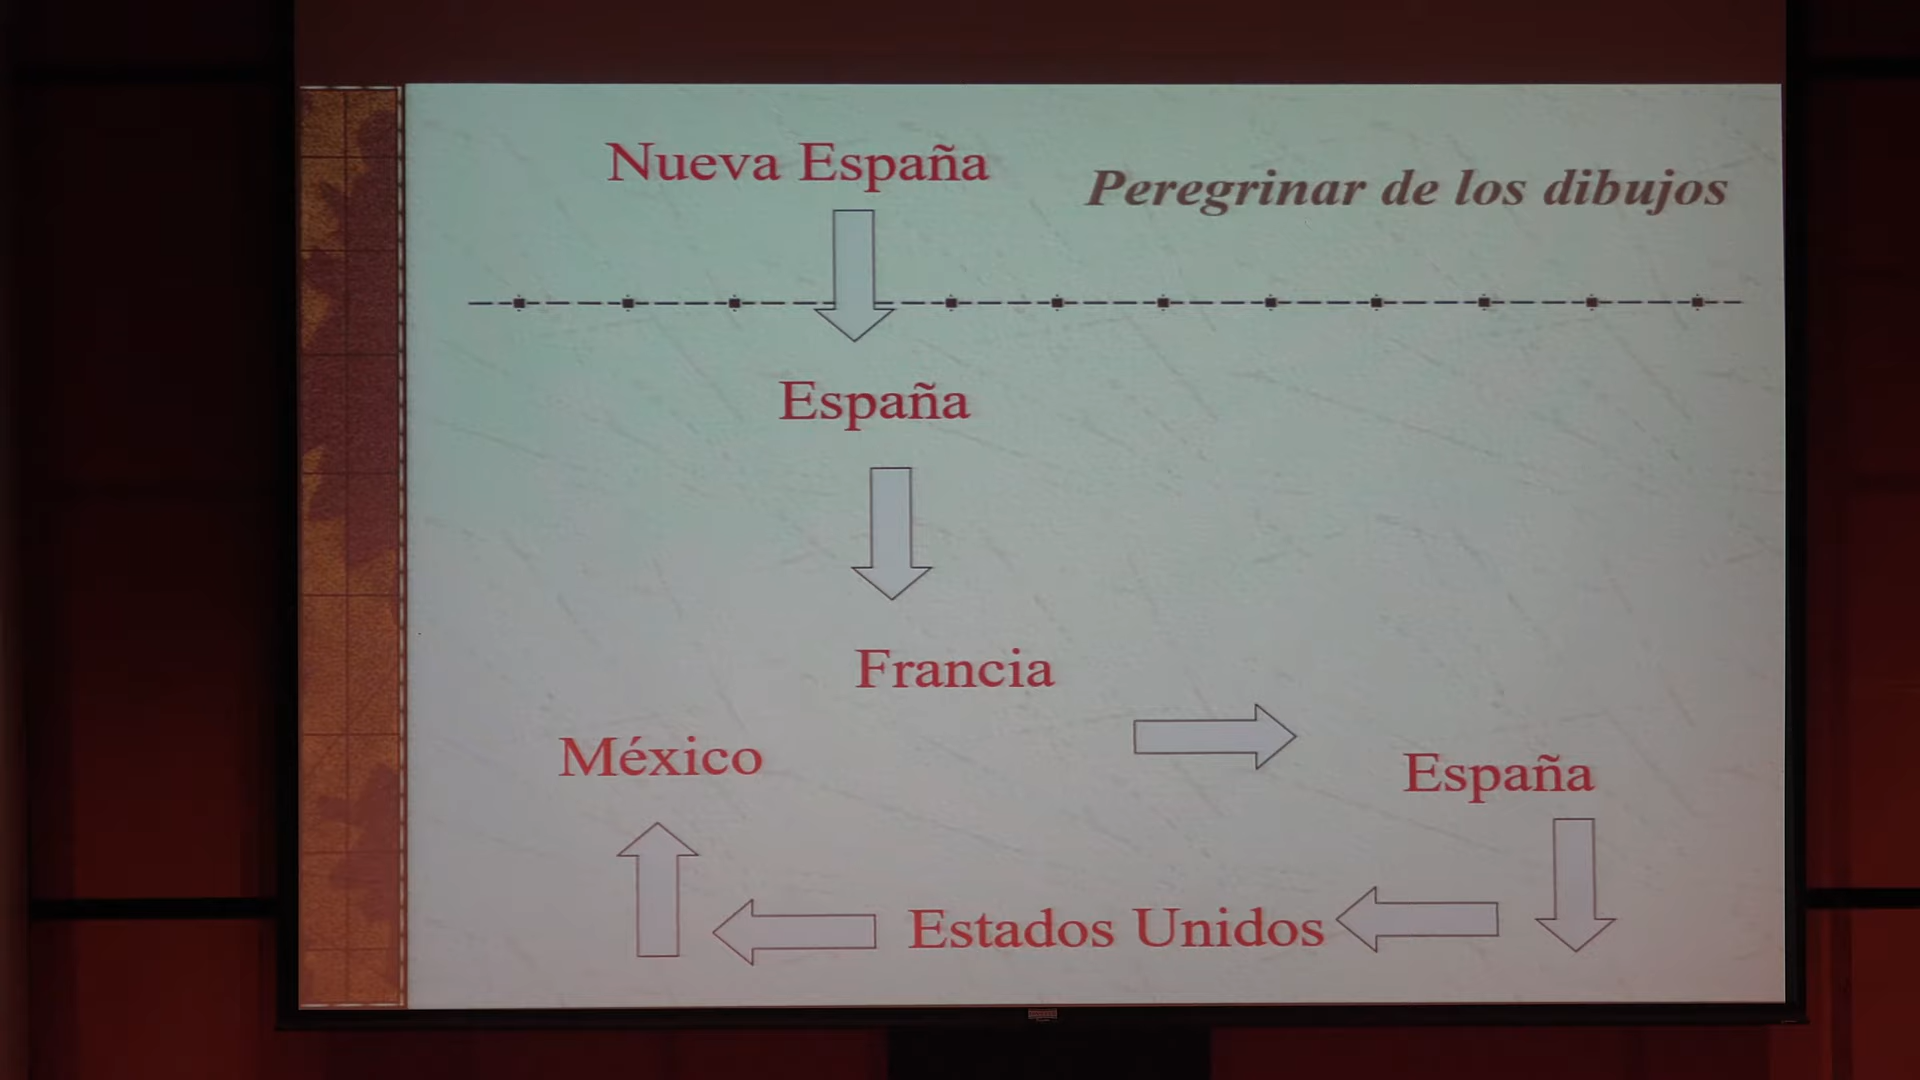 Nueva España
Peregrinar de los dibujos
España
Francia
México
España
Estados Unidos